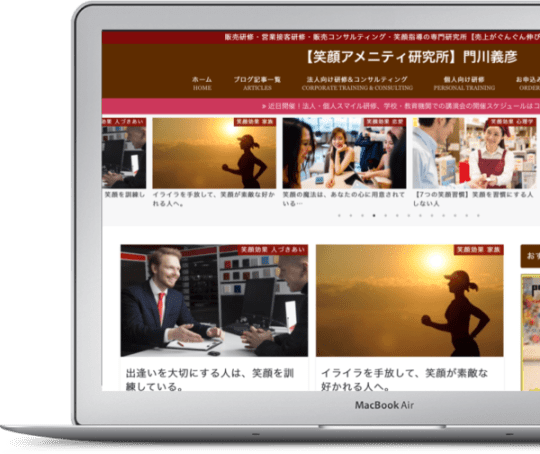 販売研修・営業接客研修・販売コンサルティング・笑顔指導の専門研究所【売上がぐんぐん伸び
【笑顔アメニティ研究所】門川義彦
ホーム ブログ記事一覧 法人向け研修&コンサルティング 個人向け研修 お申込み
HOME ARTICLES CORPORATE TRAINING & CONSULTING PERSONAL TRAINING ORDER
» 近日開催！法人・個人スマイル研修、学校・教育機関での講演会の開催スケジュールはコ
笑顔効果 人づきあい 笑顔効果 家族 笑顔効果 恋愛 笑顔効果 心理学
笑顔を訓練し イライラを手放して、笑顔が素敵な好か 笑顔の魔法は、あなたの心に用意されて 【7つの笑顔習慣】笑顔を習慣にする人
れる人へ。 いる… しない人
笑顔効果 人づきあい 笑顔効果 家族
おす
出逢いを大切にする人は、笑顔を訓 イライラを手放して、笑顔が素敵な
練している。 好かれる人へ。
MacBook Air